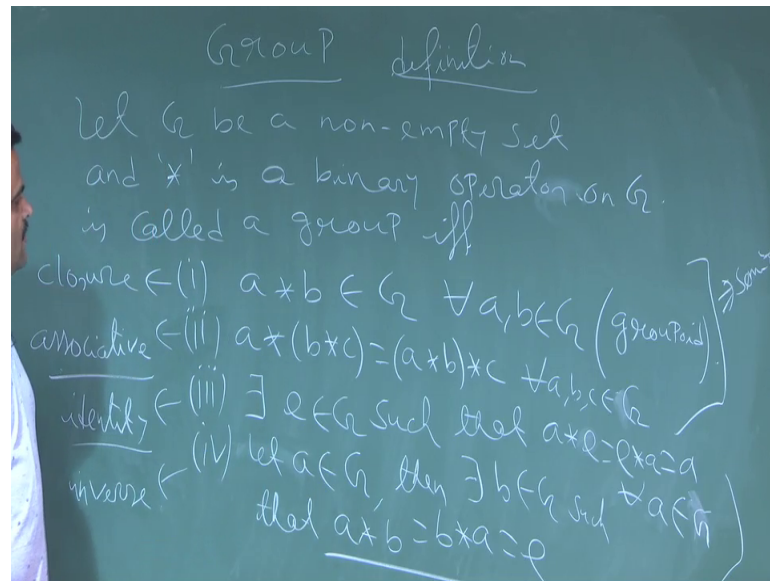 Group definition
Let G be a non-empty set
and '*' is a binary operator on G.
is called a group iff
closure ← (i) a * b ∈ G ∀ a, b ∈ G (groupoid)
associative ← (ii) a * (b * c) = (a * b) * c ∀ a, b, c ∈ G
identity ← (iii) ∃ e ∈ G such that a * e = e * a = a
∀ a ∈ G
inverse ← (iv) let a ∈ G, then ∃ b ∈ G such
that a * b = b * a = e